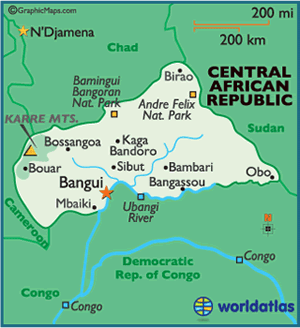 ©GraphicMaps.com
200 mi
200 km
N'Djamena
Chad
Birao
Bamingui
Bangoran
Nat. Park
CENTRAL
AFRICAN
REPUBLIC
Andre Felix
Nat. Park
KARRE MTS.
Sudan
Bossangoa
Kaga
Bandoro
Bouar
Sibut
Bambari
Obo
Bangui
Bangassou
Mbaiki
Ubangi
River
Cameroon
Democratic
Rep. of Congo
Congo
Congo
Congo
worldatlas